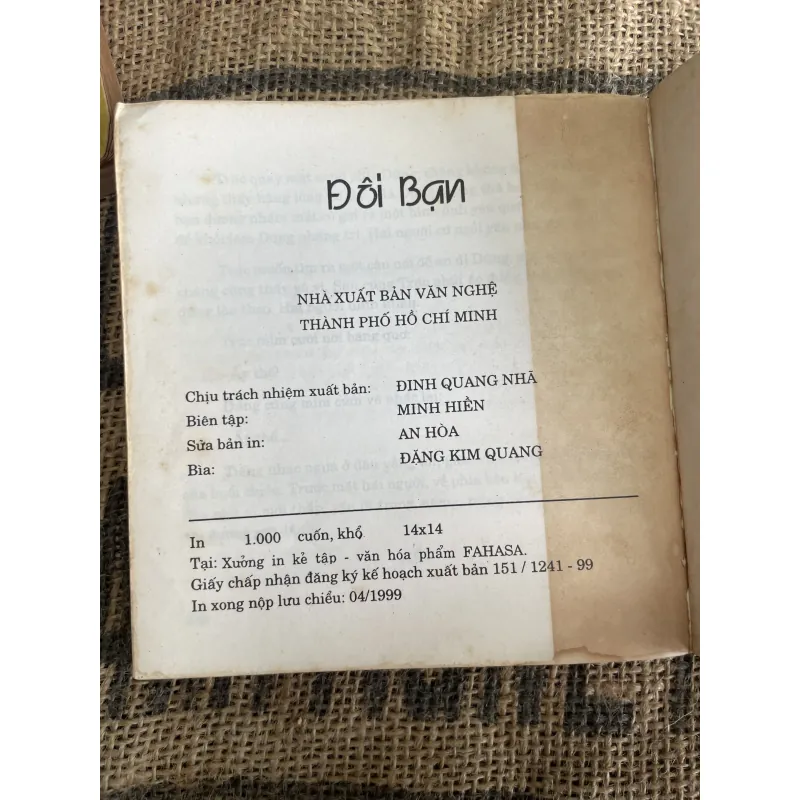 Đôi Bạn
NHÀ XUẤT BẢN VĂN NGHỆ
THÀNH PHỐ HỒ CHÍ MINH
Chịu trách nhiệm xuất bản: ĐINH QUANG NHÃ
Biên tập: MINH HIỀN
Sửa bản in: AN HÒA
Bìa: ĐẶNG KIM QUANG
In 1.000 cuốn, khổ 14x14
Tại: Xưởng in kẻ tập - văn hóa phẩm FAHASA.
Giấy chấp nhận đăng ký kế hoạch xuất bản 151 / 1241 - 99
In xong nộp lưu chiểu: 04/1999